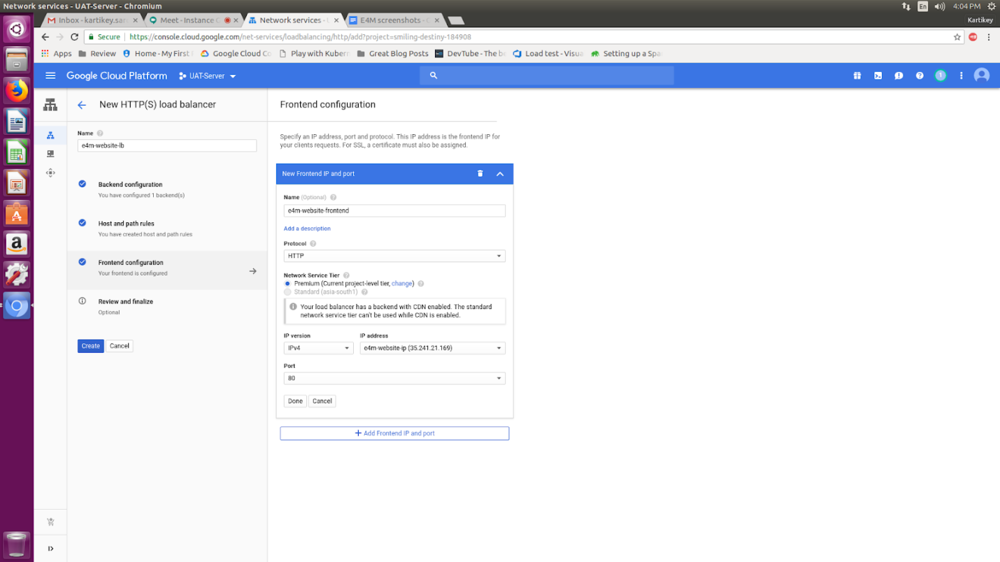 Network services - UAT-Server - Chromium
En
4:04 PM
Inbox - kartikey.sar
Meet - Instance C
Network services - U
E4M screenshots - G
Kartikey
Secure
https://console.cloud.google.com/net-services/loadbalancing/http/add?project=smiling-destiny-184908
Apps
Review
Home - My First
Google Cloud Co
Play with Kubern
Great Blog Posts
DevTube - The be
Load test - Visua
Setting up a Spa
Google Cloud Platform
UAT-Server
1
New HTTP(S) load balancer
Name
e4m-website-lb
Backend configuration
You have configured 1 backend(s)
Host and path rules
You have created host and path rules
Frontend configuration
Your frontend is configured
Review and finalize
Optional
Create
Cancel
Frontend configuration
Specify an IP address, port and protocol. This IP address is the frontend IP for
your clients requests. For SSL, a certificate must also be assigned.
New Frontend IP and port
Name (Optional)
e4m-website-frontend
Add a description
Protocol
HTTP
Network Service Tier
Premium (Current project-level tier, change)
Standard (asia-south1)
Your load balancer has a backend with CDN enabled. The standard
network service tier can't be used while CDN is enabled.
IP version
IP address
IPv4
e4m-website-ip (35.241.21.169)
Port
80
Done
Cancel
Add Frontend IP and port